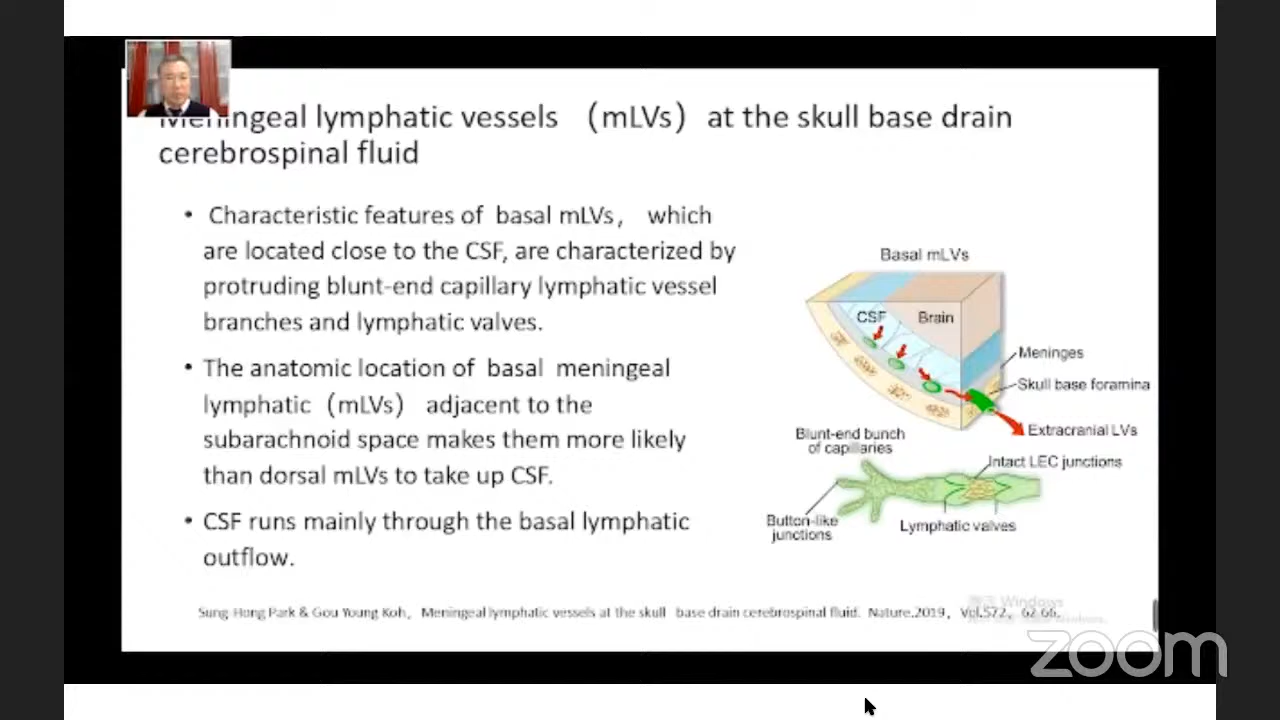 Meningeal lymphatic vessels （mLVs） at the skull base drain
cerebrospinal fluid
• Characteristic features of basal mLVs， which
are located close to the CSF, are characterized by
protruding blunt-end capillary lymphatic vessel
branches and lymphatic valves.
• The anatomic location of basal meningeal
lymphatic （mLVs） adjacent to the
subarachnoid space makes them more likely
than dorsal mLVs to take up CSF.
• CSF runs mainly through the basal lymphatic
outflow.
Basal mLVs
CSF
Brain
Meninges
Skull base foramina
Extracranial LVs
Blunt-end bunch
of capillaries
Intact LEC junctions
Button-like
junctions
Lymphatic valves
Sung-Hong Park & Gou Young Koh， Meningeal lymphatic vessels at the skull base drain cerebrospinal fluid. Nature.2019， Vol.572， 62-66.
Windows
zoom